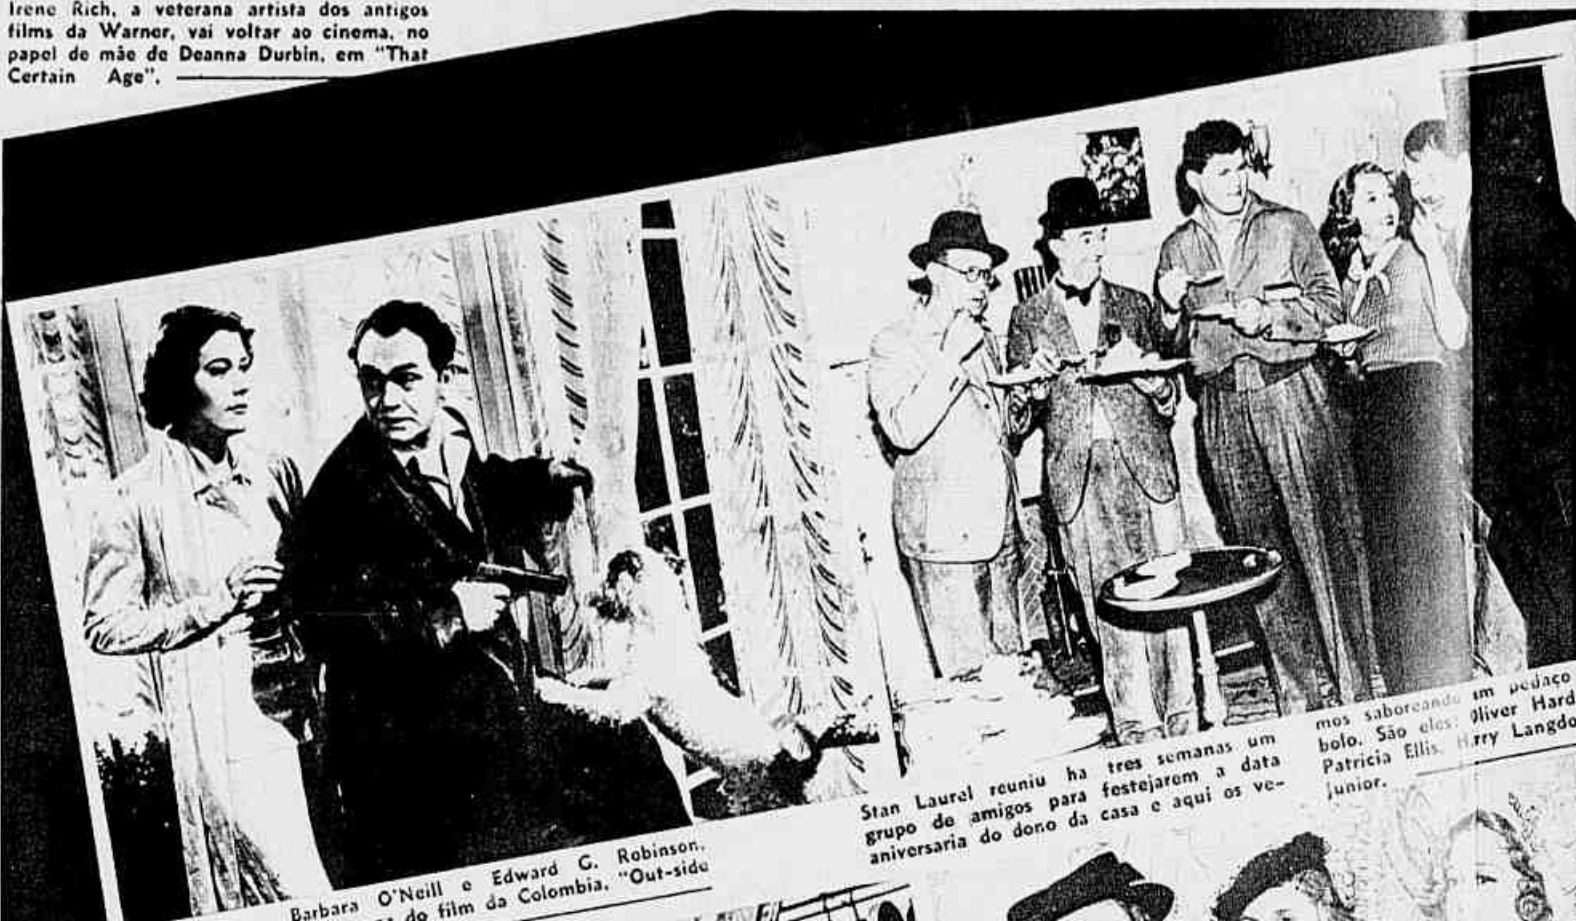 Irene Rich, a veterana artista dos antigos
films da Warner, vai voltar ao cinema, no
papel de mãe de Deanna Durbin, em "That
Certain Age".
Barbara O'Neill e Edward G. Robinson,
do film da Colombia, "Out-side
Stan Laurel reuniu ha tres semanas um
grupo de amigos para festejarem a data
aniversaria do dono da casa e aqui os ve-
mos saboreando um pedaço
bolo. São eles: Oliver Hard
Patricia Ellis, Harry Langdo
Junior.